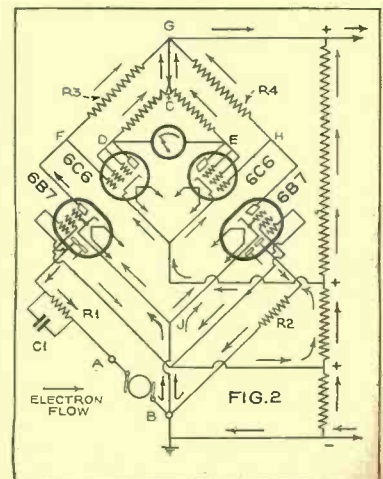 G
+
R3
R4
C
F
D
E
H
6C6
6C6
6B7
6B7
+
R1
J
R2
C1
A
+
B
ELECTRON
FLOW
FIG.2
-